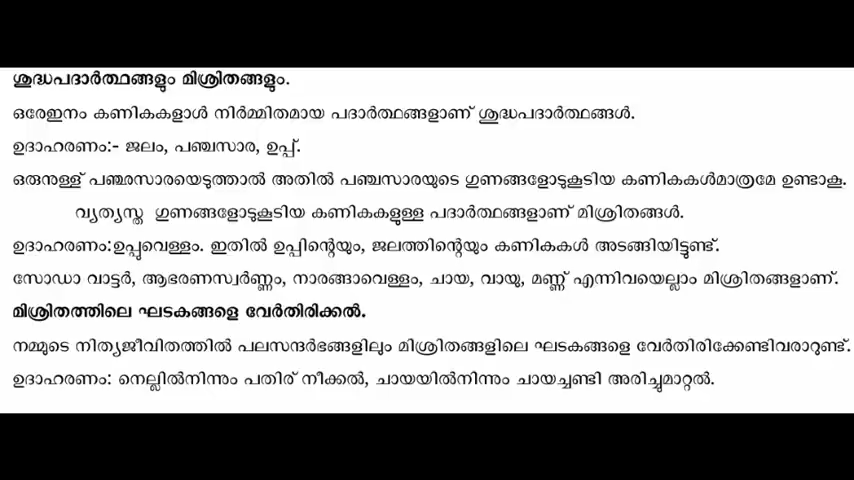 ശുദ്ധപദാർത്ഥങ്ങളും മിശ്രിതങ്ങളും.
ഒരേഇനം കണികകളാൾ നിർമ്മിതമായ പദാർത്ഥങ്ങളാണ് ശുദ്ധപദാർത്ഥങ്ങൾ.
ഉദാഹരണം:- ജലം, പഞ്ചസാര, ഉപ്പ്.
ഒരുനുള്ള് പഞ്ചസാരയെടുത്താൽ അതിൽ പഞ്ചസാരയുടെ ഗുണങ്ങളോടുകൂടിയ കണികകൾമാത്രമേ ഉണ്ടാകൂ.
വ്യത്യസ്ത ഗുണങ്ങളോടുകൂടിയ കണികകളുള്ള പദാർത്ഥങ്ങളാണ് മിശ്രിതങ്ങൾ.
ഉദാഹരണം:ഉപ്പുവെള്ളം. ഇതിൽ ഉപ്പിന്റെയും, ജലത്തിന്റെയും കണികകൾ അടങ്ങിയിട്ടുണ്ട്.
സോഡാ വാട്ടർ, ആഭരണസ്വർണ്ണം, നാരങ്ങാവെള്ളം, ചായ, വായു, മണ്ണ് എന്നിവയെല്ലാം മിശ്രിതങ്ങളാണ്.
മിശ്രിതത്തിലെ ഘടകങ്ങളെ വേർതിരിക്കൽ.
നമ്മുടെ നിത്യജീവിതത്തിൽ പലസന്ദർഭങ്ങളിലും മിശ്രിതങ്ങളിലെ ഘടകങ്ങളെ വേർതിരിക്കേണ്ടിവരാറുണ്ട്.
ഉദാഹരണം: നെല്ലിൽനിന്നും പതിര് നീക്കൽ, ചായയിൽനിന്നും ചായച്ചണ്ടി അരിച്ചുമാറ്റൽ.